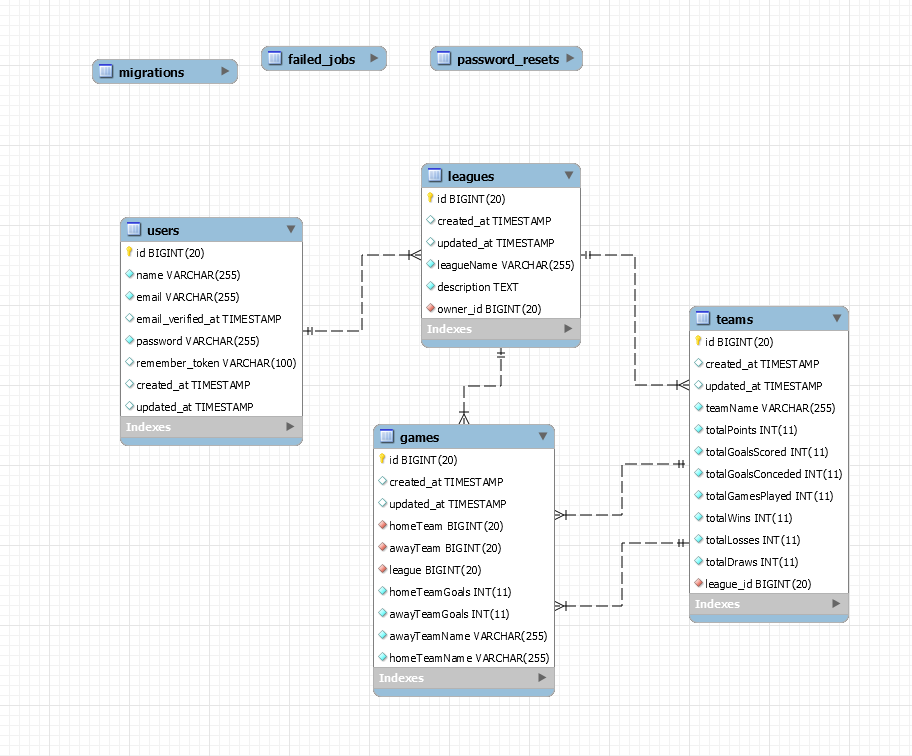 migrations
failed_jobs
password_resets
leagues
id BIGINT(20)
created_at TIMESTAMP
updated_at TIMESTAMP
leagueName VARCHAR(255)
description TEXT
owner_id BIGINT(20)
Indexes
users
id BIGINT(20)
name VARCHAR(255)
email VARCHAR(255)
email_verified_at TIMESTAMP
password VARCHAR(255)
remember_token VARCHAR(100)
created_at TIMESTAMP
updated_at TIMESTAMP
Indexes
teams
id BIGINT(20)
created_at TIMESTAMP
updated_at TIMESTAMP
teamName VARCHAR(255)
totalPoints INT(11)
totalGoalsScored INT(11)
totalGoalsConceded INT(11)
totalGamesPlayed INT(11)
totalWins INT(11)
totalLosses INT(11)
totalDraws INT(11)
league_id BIGINT(20)
Indexes
games
id BIGINT(20)
created_at TIMESTAMP
updated_at TIMESTAMP
homeTeam BIGINT(20)
awayTeam BIGINT(20)
league BIGINT(20)
homeTeamGoals INT(11)
awayTeamGoals INT(11)
awayTeamName VARCHAR(255)
homeTeamName VARCHAR(255)
Indexes